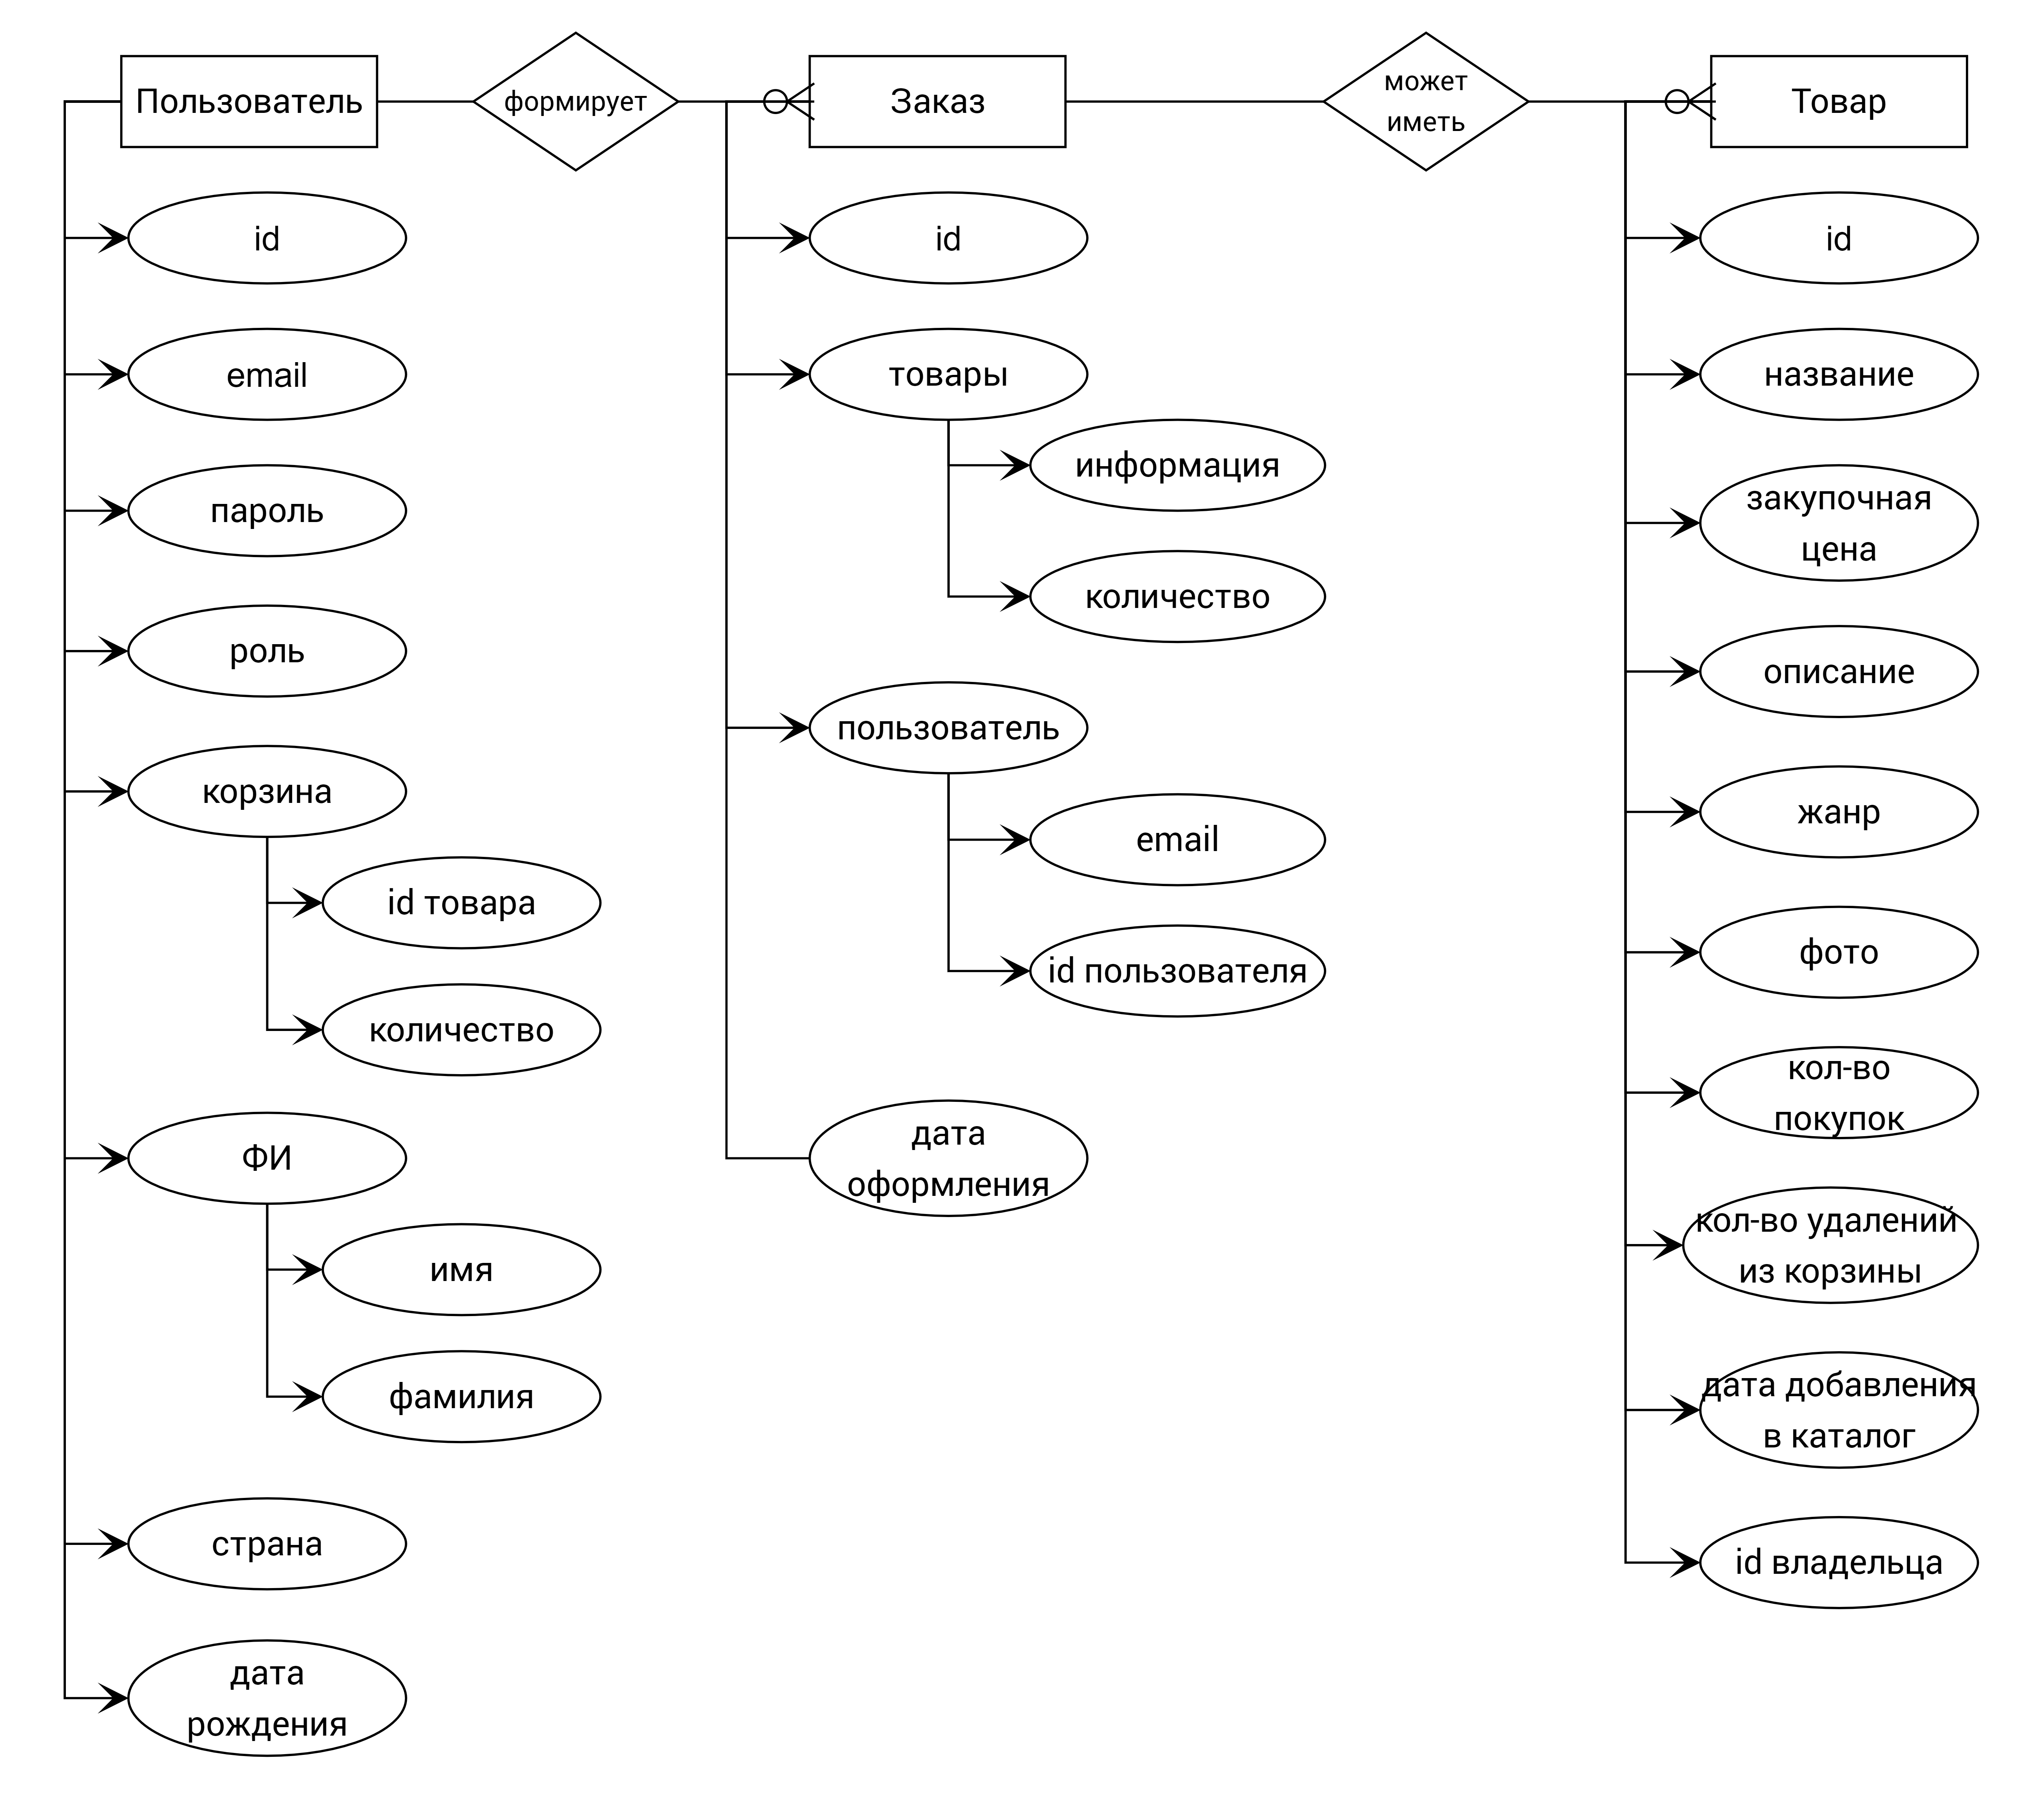 Пользователь
формирует
Заказ
может
иметь
Товар
id
email
пароль
роль
корзина
id товара
количество
ФИ
имя
фамилия
страна
дата
рождения
id
товары
информация
количество
пользователь
email
id пользователя
дата
оформления
id
название
закупочная
цена
описание
жанр
фото
кол-во
покупок
кол-во удалений
из корзины
дата добавления
в каталог
id владельца